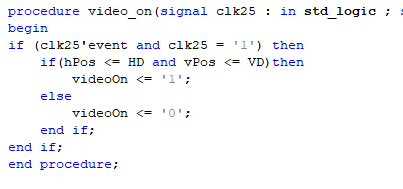 procedure video_on(signal clk25 : in std_logic ;
begin
if (clk25'event and clk25 = '1') then
if(hPos <= HD and vPos <= VD)then
videoOn <= '1';
else
videoOn <= '0';
end if;
end if;
end procedure;